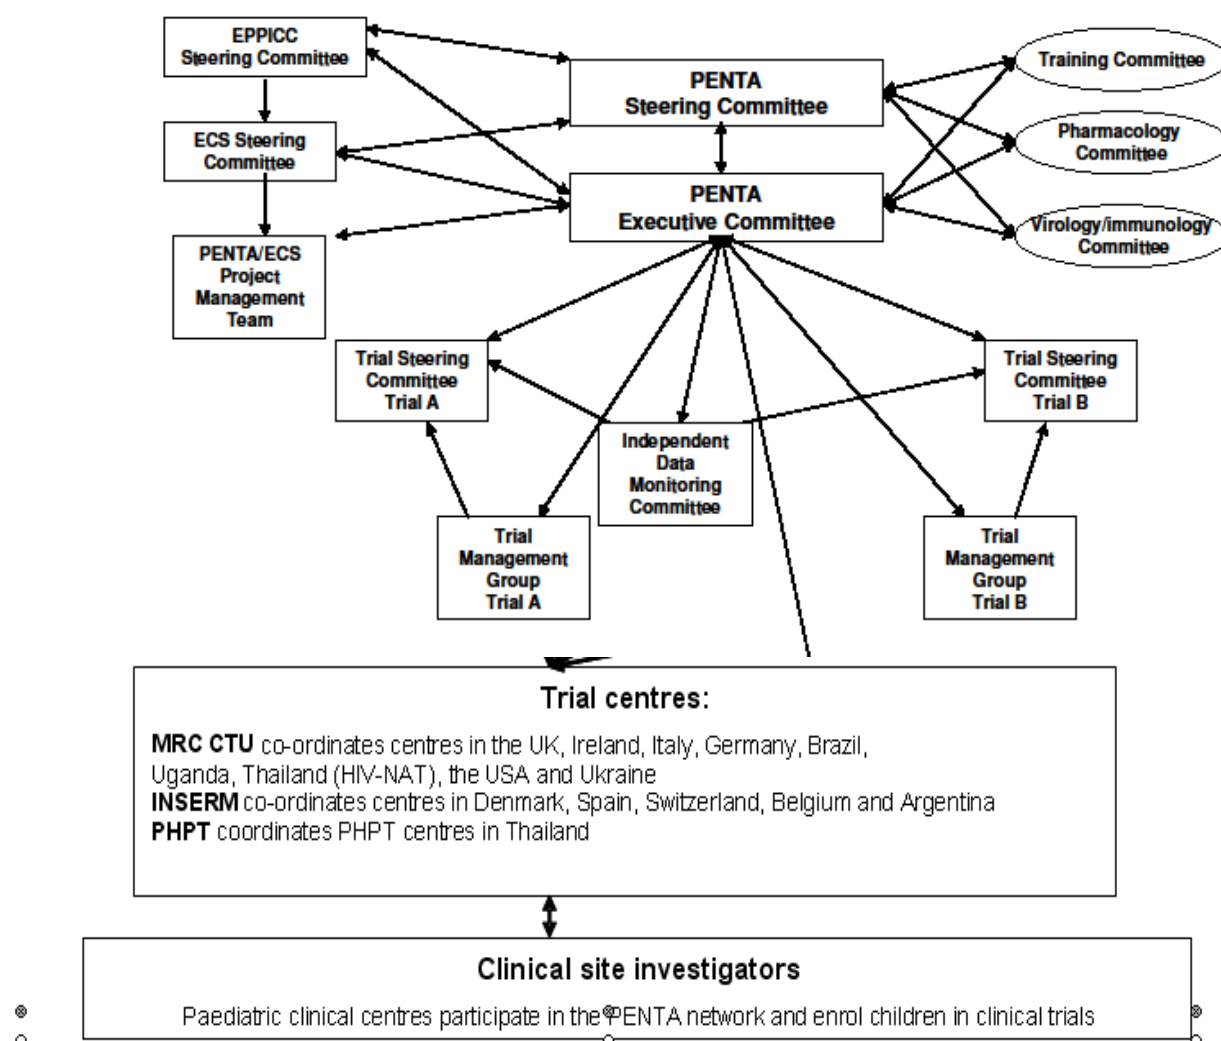 EPPICC
Steering Committee
PENTA
Steering Committee
Training Committee
ECS Steering
Committee
Pharmacology
Committee
PENTA
Executive Committee
Virology/immunology
Committee
PENTA/ECS
Project
Management
Team
Trial Steering
Committee
Trial A
Trial Steering
Committee
Trial B
Independent
Data
Monitoring
Committee
Trial
Management
Group
Trial A
Trial
Management
Group
Trial B
Trial centres:
MRC CTU co-ordinates centres in the UK, Ireland, Italy, Germany, Brazil,
Uganda, Thailand (HIV-NAT), the USA and Ukraine
INSERM co-ordinates centres in Denmark, Spain, Switzerland, Belgium and Argentina
PHPT coordinates PHPT centres in Thailand
Clinical site investigators
Paediatric clinical centres participate in the PENTA network and enrol children in clinical trials